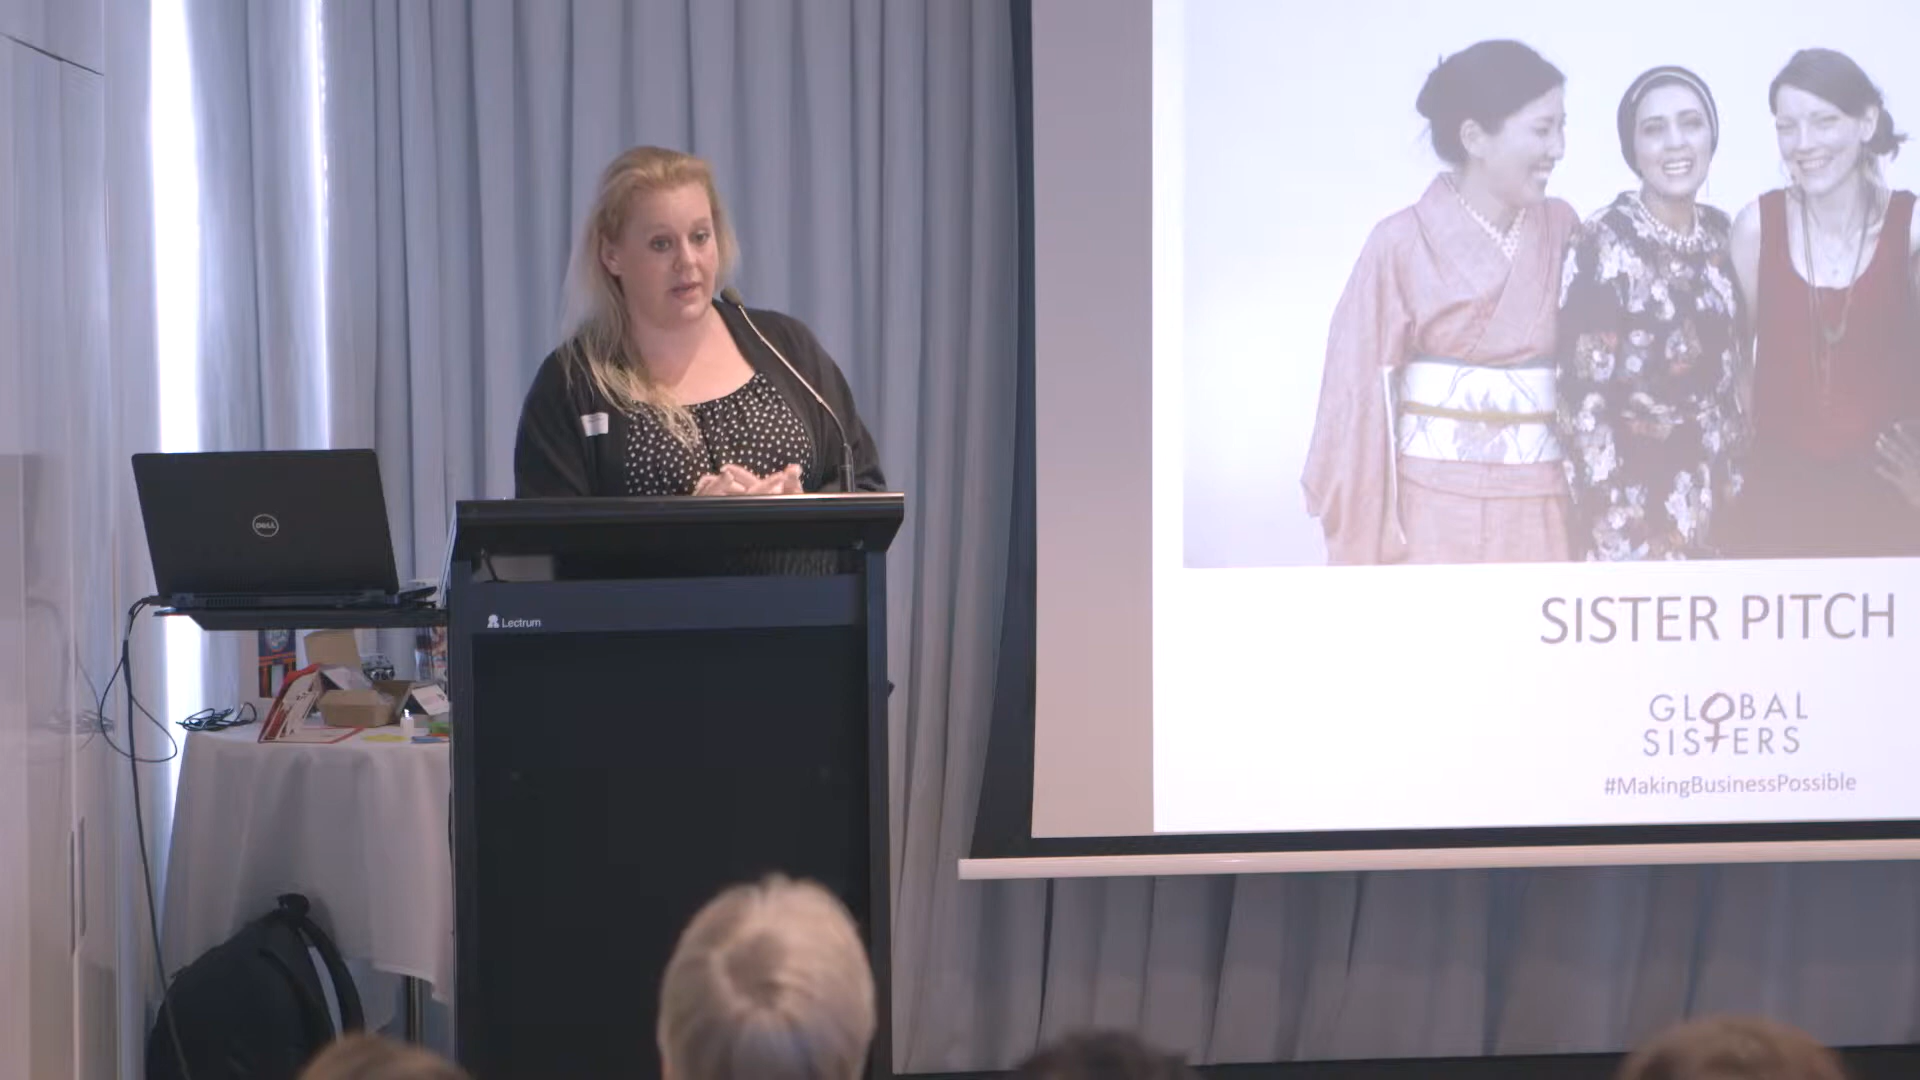 DELL
Lectrum
SISTER PITCH
GLOBAL
SISTERS
#MakingBusinessPossible